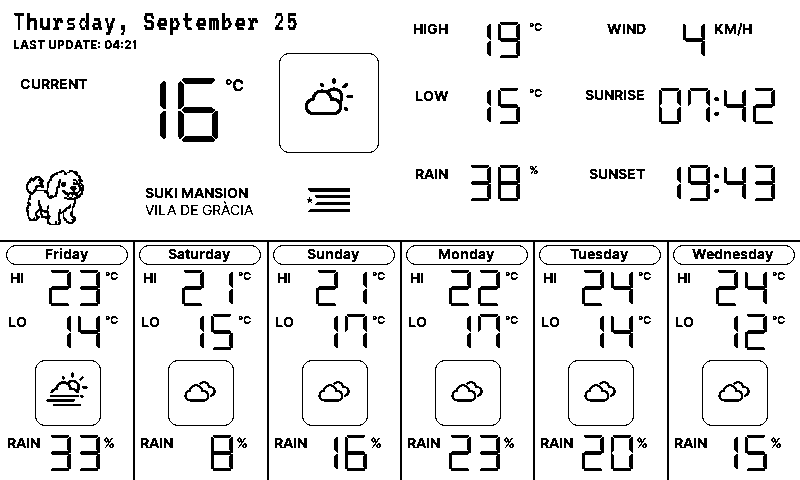 Thursday, September 25
LAST UPDATE: 04:21
CURRENT 16 °C
HIGH 19 °C
LOW 15 °C
RAIN 38 %
WIND 4 KM/H
SUNRISE 07:42
SUNSET 19:43
SUKI MANSION
VILA DE GRÀCIA
Friday
HI 23 °C
LO 14 °C
RAIN 33 %
Saturday
HI 21 °C
LO 15 °C
RAIN 8 %
Sunday
HI 21 °C
LO 17 °C
RAIN 16 %
Monday
HI 22 °C
LO 17 °C
RAIN 23 %
Tuesday
HI 24 °C
LO 14 °C
RAIN 20 %
Wednesday
HI 24 °C
LO 12 °C
RAIN 15 %